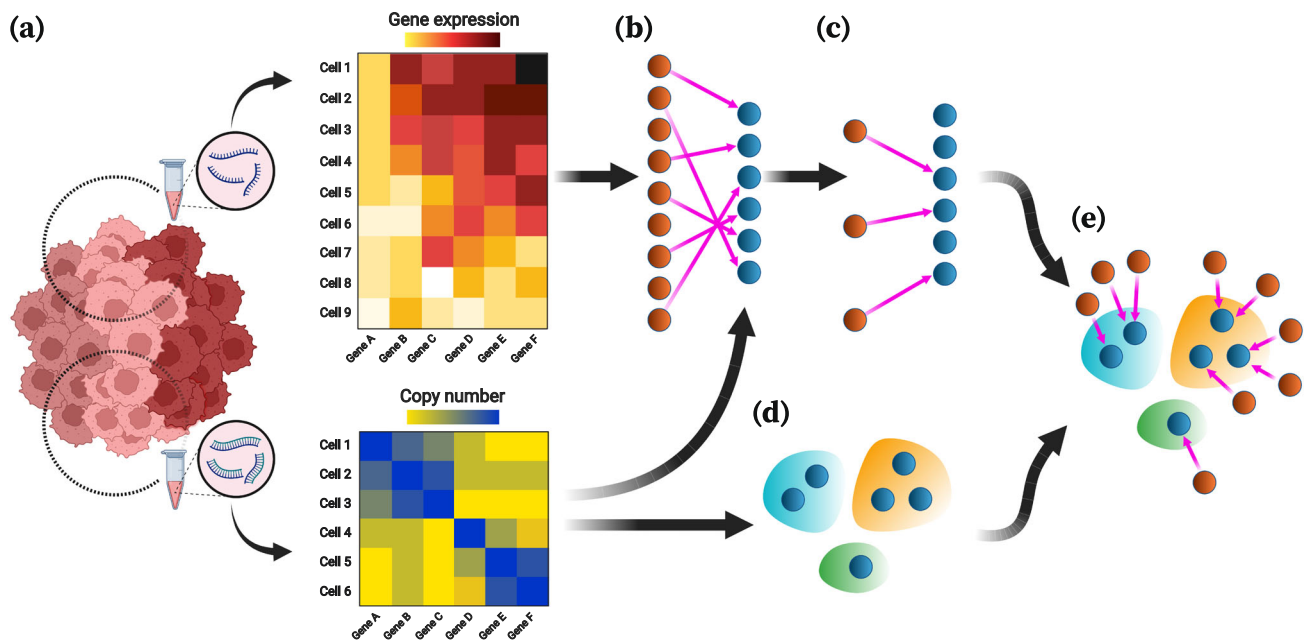 (a)
Gene expression
Cell 1
Cell 2
Cell 3
Cell 4
Cell 5
Cell 6
Cell 7
Cell 8
Cell 9
Gene A
Gene B
Gene C
Gene D
Gene E
Gene F
Copy number
Cell 1
Cell 2
Cell 3
Cell 4
Cell 5
Cell 6
Gene A
Gene B
Gene C
Gene D
Gene E
Gene F
(b)
(c)
(d)
(e)